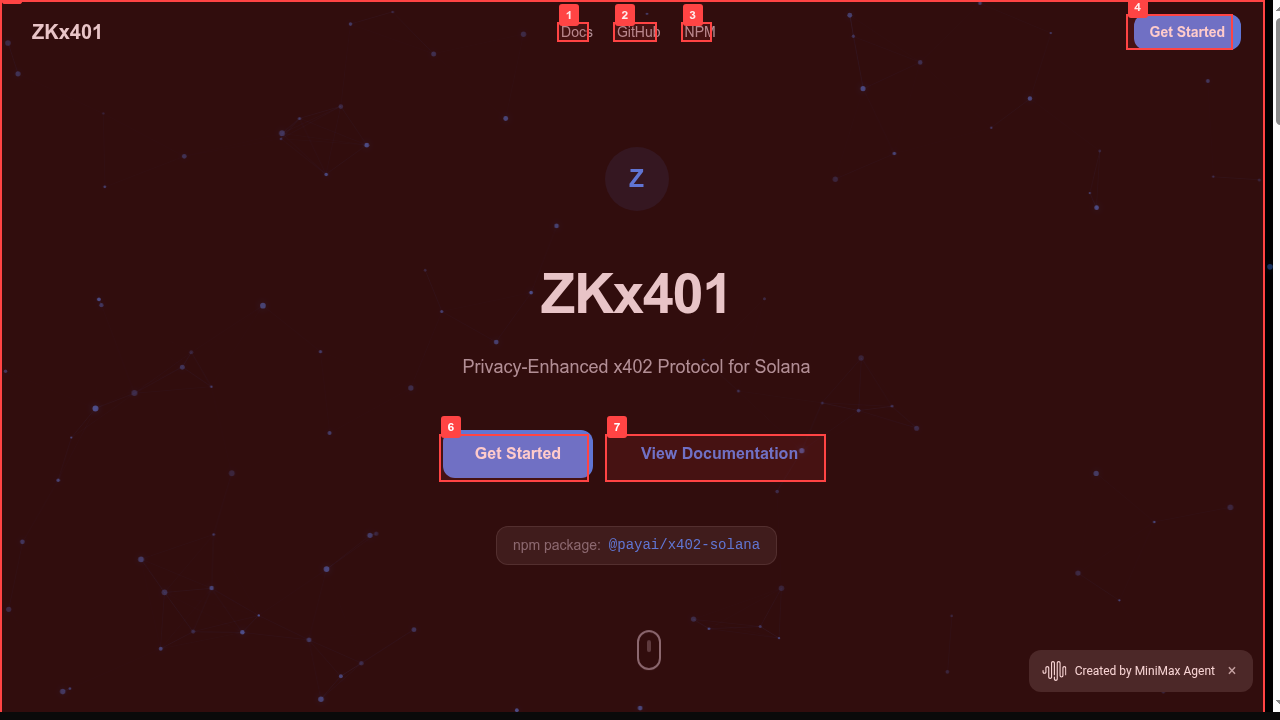 ZKx401
1
Docs
2
GitHub
3
NPM
4
Get Started
Z
ZKx401
Privacy-Enhanced x402 Protocol for Solana
6
Get Started
7
View Documentation
npm package: @payai/x402-solana
Created by MiniMax Agent ×